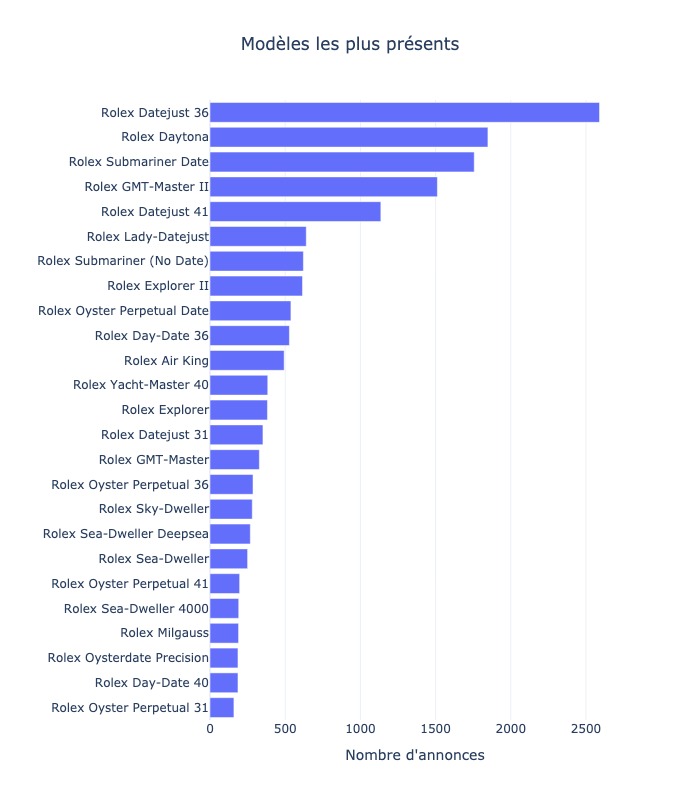 Modèles les plus présents
Rolex Datejust 36
Rolex Daytona
Rolex Submariner Date
Rolex GMT-Master II
Rolex Datejust 41
Rolex Lady-Datejust
Rolex Submariner (No Date)
Rolex Explorer II
Rolex Oyster Perpetual Date
Rolex Day-Date 36
Rolex Air King
Rolex Yacht-Master 40
Rolex Explorer
Rolex Datejust 31
Rolex GMT-Master
Rolex Oyster Perpetual 36
Rolex Sky-Dweller
Rolex Sea-Dweller Deepsea
Rolex Sea-Dweller
Rolex Oyster Perpetual 41
Rolex Sea-Dweller 4000
Rolex Milgauss
Rolex Oysterdate Precision
Rolex Day-Date 40
Rolex Oyster Perpetual 31
0 500 1000 1500 2000 2500
Nombre d'annonces